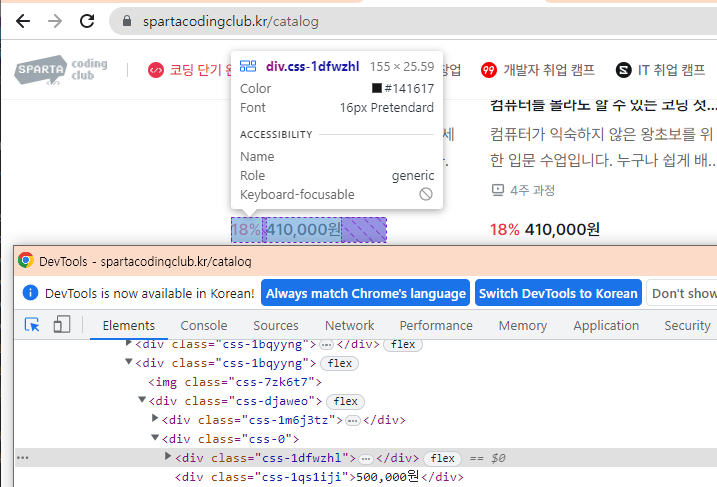 spartacodingclub.kr/catalog
SPARTA coding club
코딩 단기 완
창업
99 개발자 취업 캠프
S IT 취업 캠프
div.css-1dfwzhl 155 × 25.59
Color #141617
Font 16px Pretendard
ACCESSIBILITY
Name
Role generic
Keyboard-focusable
세
다.
컴퓨터를 몰라도 할 수 있는 코딩 첫...
컴퓨터가 익숙하지 않은 왕초보를 위
한 입문 수업입니다. 누구나 쉽게 배...
4주 과정
18% 410,000원
18% 410,000원
DevTools - spartacodingclub.kr/catalog
DevTools is now available in Korean! Always match Chrome's language Switch DevTools to Korean Don't show
Elements Console Sources Network Performance Memory Application Security
▶<div class="css-1bqyyng">…</div> flex
▼<div class="css-1bqyyng"> flex
<img class="css-7zk6t7">
▼<div class="css-djaweo"> flex
▶<div class="css-1m6j3tz">…</div>
▼<div class="css-0">
… ▶<div class="css-1dfwzhl">…</div> flex == $0
<div class="css-1qs1iji">500,000원</div>